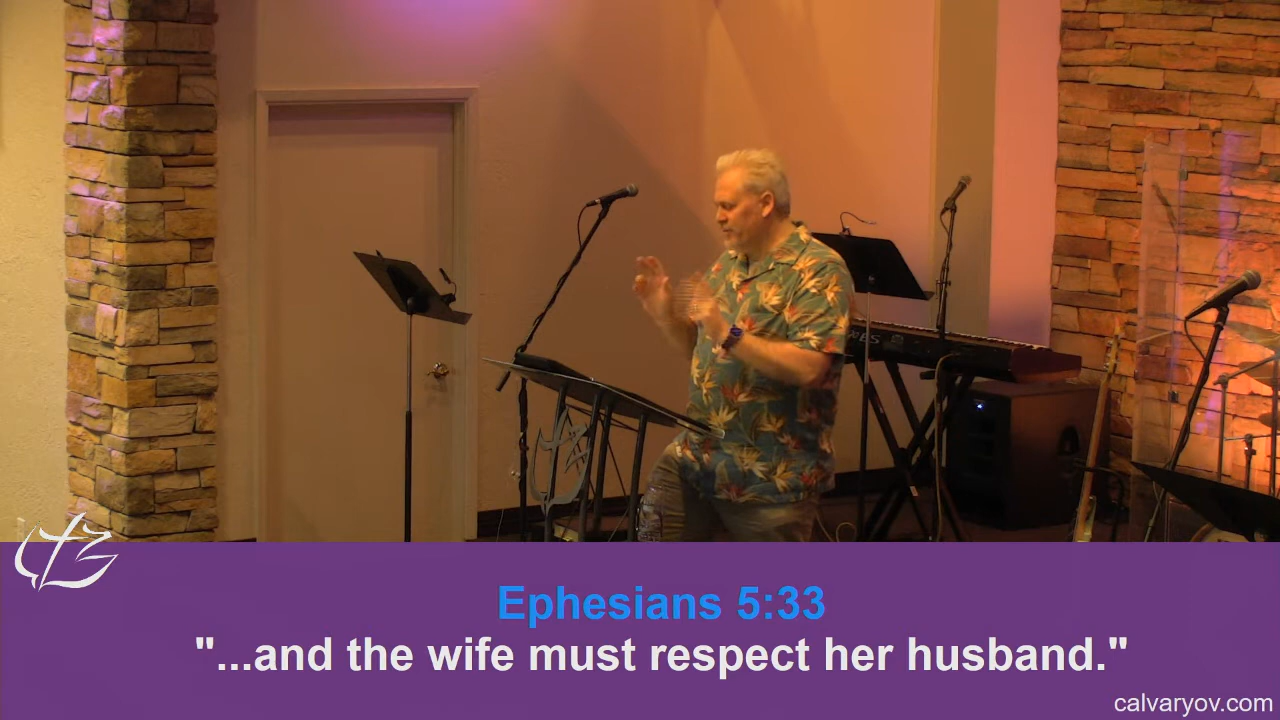 Ephesians 5:33
"...and the wife must respect her husband."
calvaryov.com